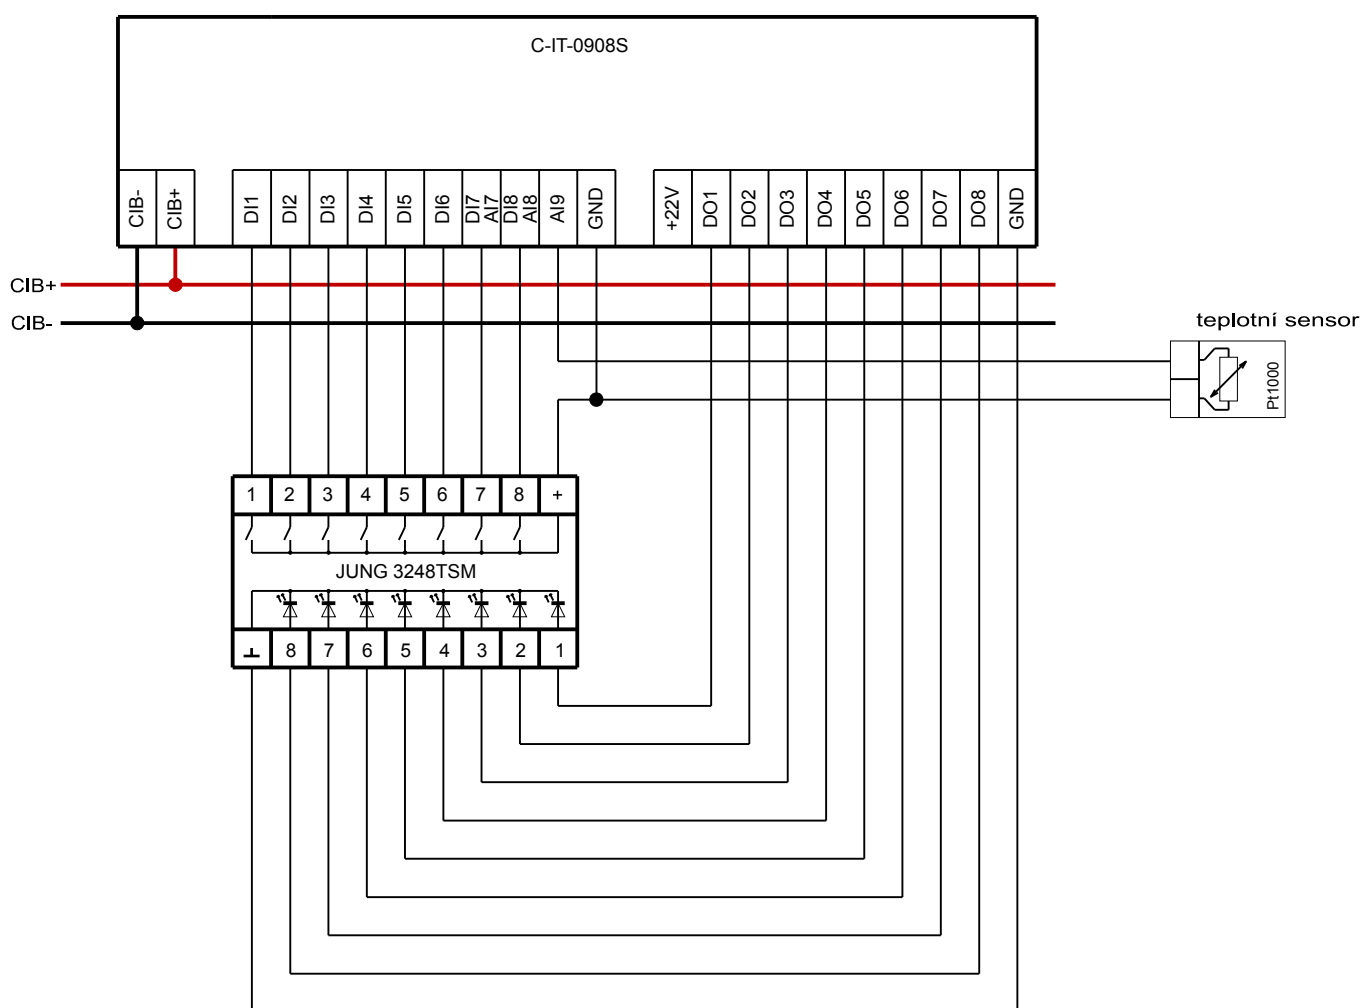 C-IT-0908S
CIB-
CIB+
DI1
DI2
DI3
DI4
DI5
DI6
DI7
AI7
DI8
AI8
AI9
GND
+22V
DO1
DO2
DO3
DO4
DO5
DO6
DO7
DO8
GND
CIB+
CIB-
teplotní sensor
Pt1000
1 2 3 4 5 6 7 8 +
JUNG 3248TSM
8 7 6 5 4 3 2 1